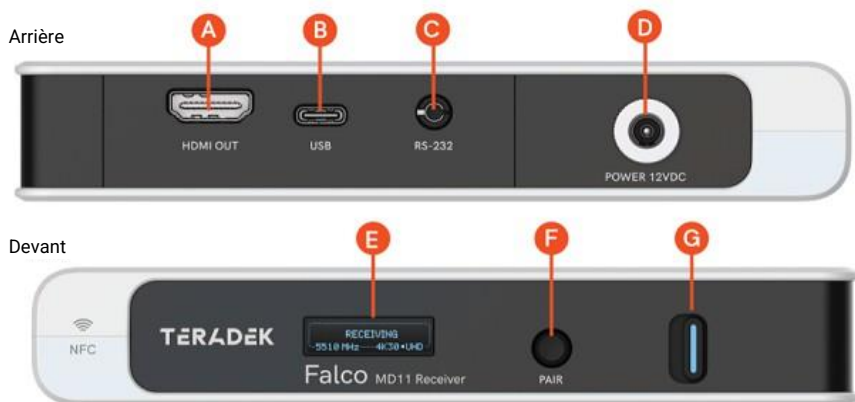 Arrière
A B C D
HDMI OUT USB RS-232
POWER 12VDC
Devant
E F G
NFC
TERADEK
RECEIVING
5510 MHz 4K30•UHD
Falco MD11 Receiver
PAIR